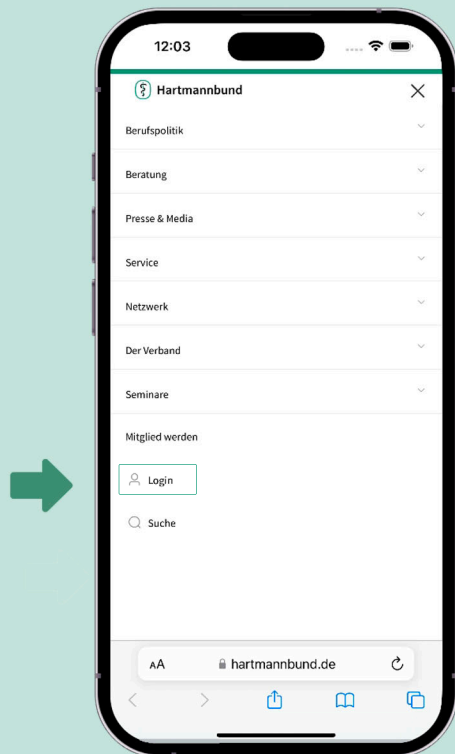 12:03
Hartmannbund
Berufspolitik
Beratung
Presse & Media
Service
Netzwerk
Der Verband
Seminare
Mitglied werden
Login
Suche
AA hartmannbund.de